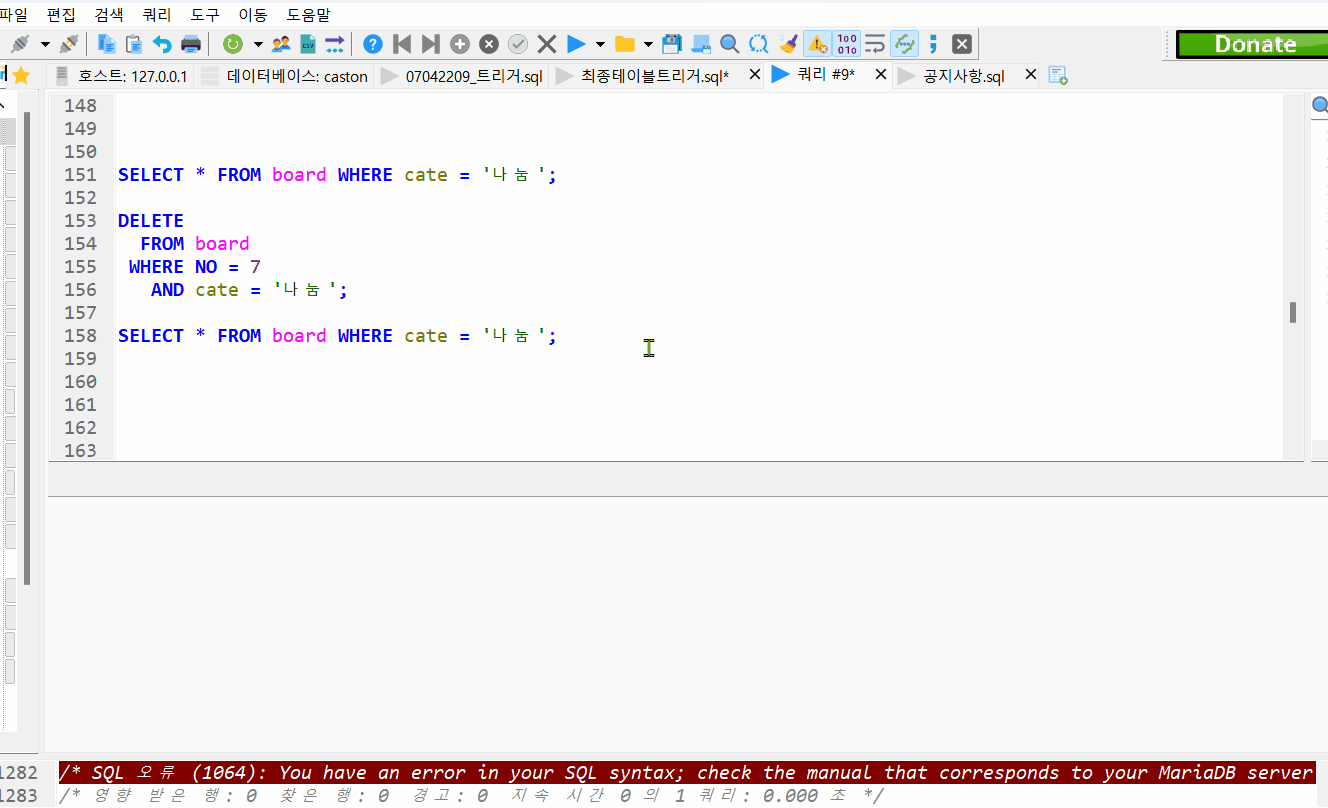 파일 편집 검색 쿼리 도구 이동 도움말
Donate
호스트: 127.0.0.1 데이터베이스: caston 07042209_트리거.sql 최종테이블트리거.sql* 쿼리 #9* 공지사항.sql
148
149
150
151 SELECT * FROM board WHERE cate = '나눔';
152
153 DELETE
154 FROM board
155 WHERE NO = 7
156 AND cate = '나눔';
157
158 SELECT * FROM board WHERE cate = '나눔';
159
160
161
162
163
1282 /* SQL 오류 (1064): You have an error in your SQL syntax; check the manual that corresponds to your MariaDB server
1283 /* 영향 받은 행: 0 찾은 행: 0 경고: 0 지속 시간 0 의 1 쿼리: 0.000 초 */